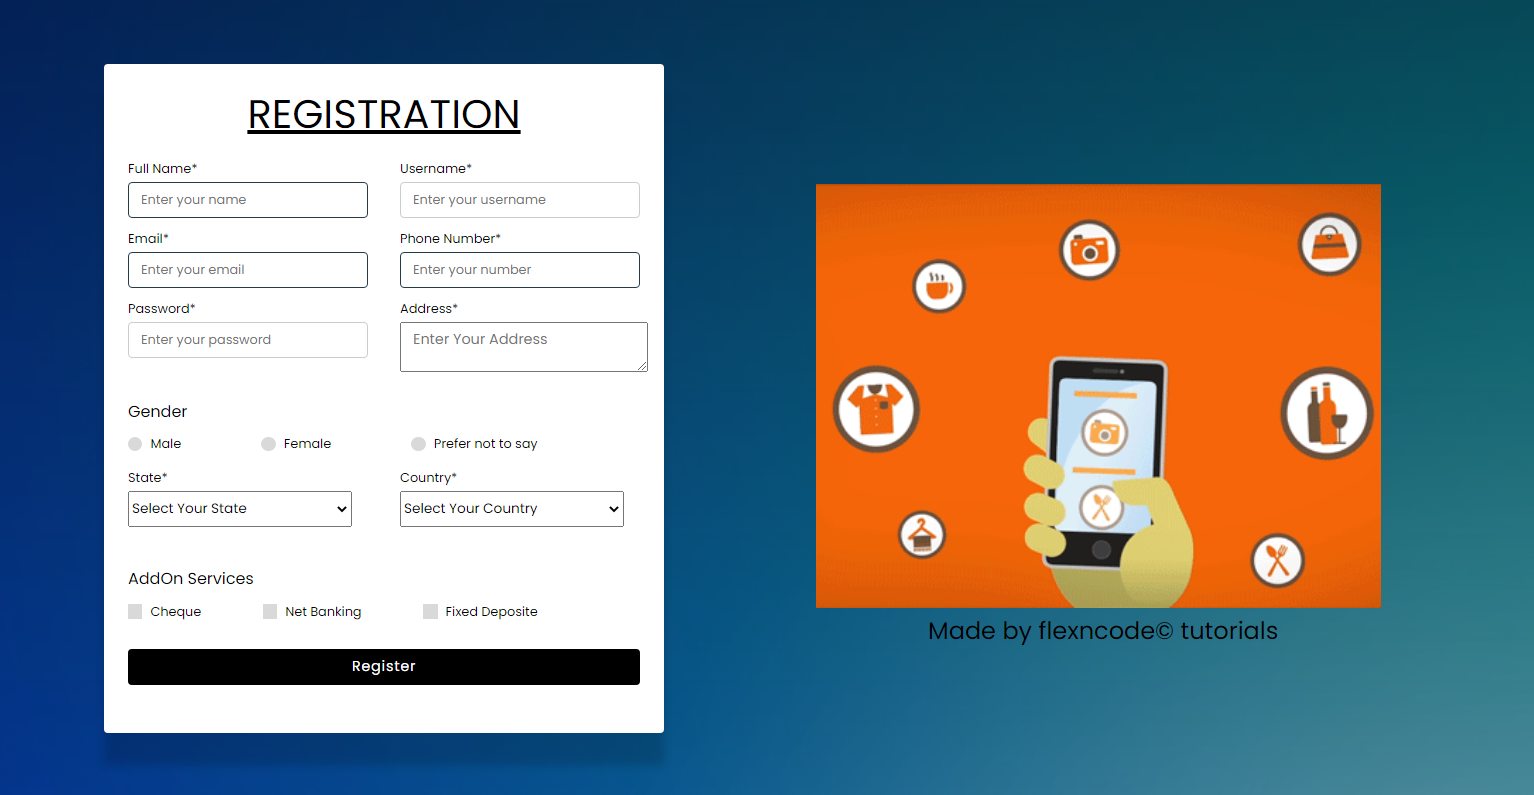 REGISTRATION
Full Name*
Username*
Enter your name
Enter your username
Email*
Phone Number*
Enter your email
Enter your number
Password*
Address*
Enter your password
Enter Your Address
Gender
Male
Female
Prefer not to say
State*
Country*
Select Your State
Select Your Country
AddOn Services
Cheque
Net Banking
Fixed Deposite
Register
Made by flexncode© tutorials